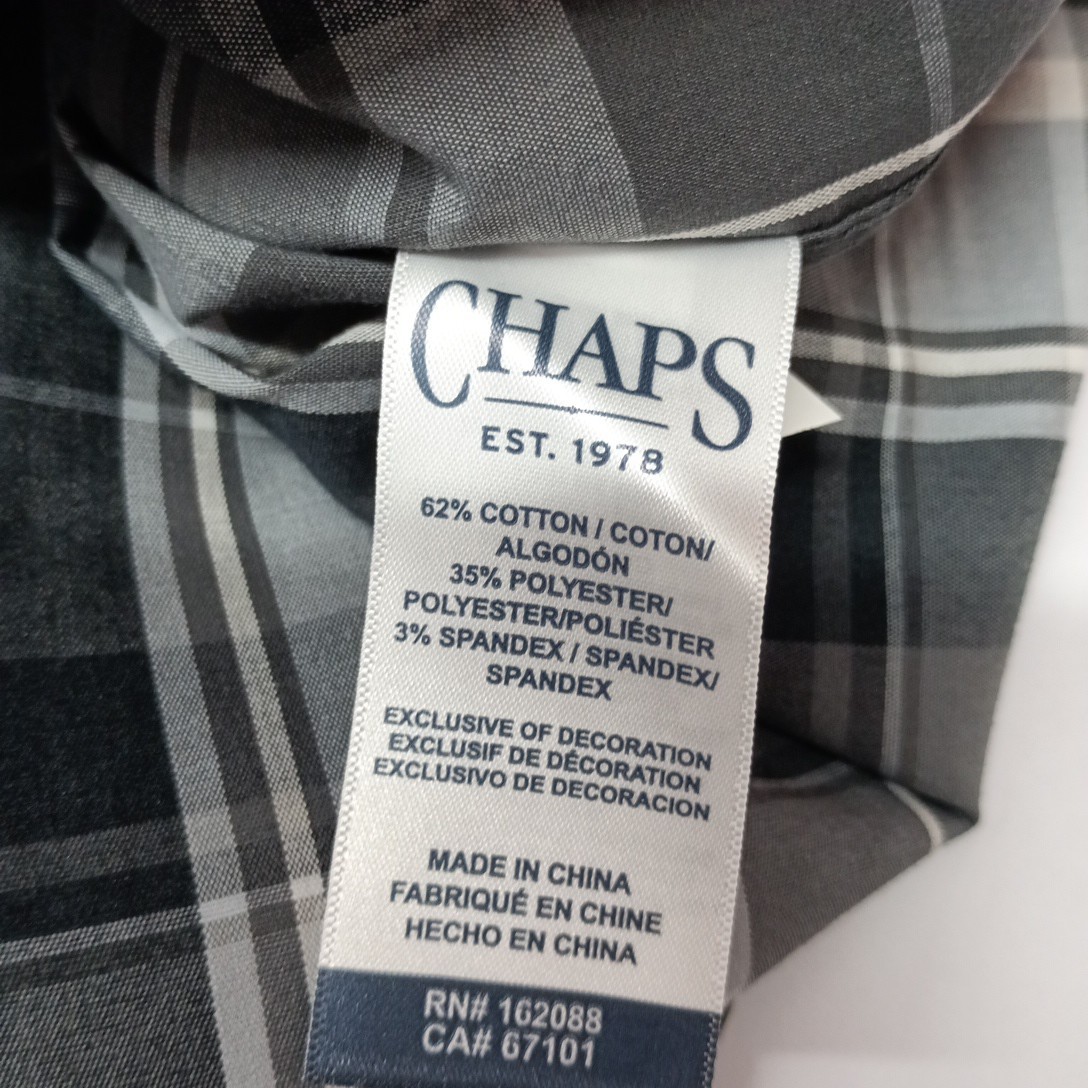 CHAPS
EST. 1978
62% COTTON / COTON/
ALGODÓN
35% POLYESTER/
POLYESTER/POLIÉSTER
3% SPANDEX / SPANDEX/
SPANDEX
EXCLUSIVE OF DECORATION
EXCLUSIF DE DÉCORATION
EXCLUSIVO DE DECORACION
MADE IN CHINA
FABRIQUÉ EN CHINE
HECHO EN CHINA
RN# 162088
CA# 67101